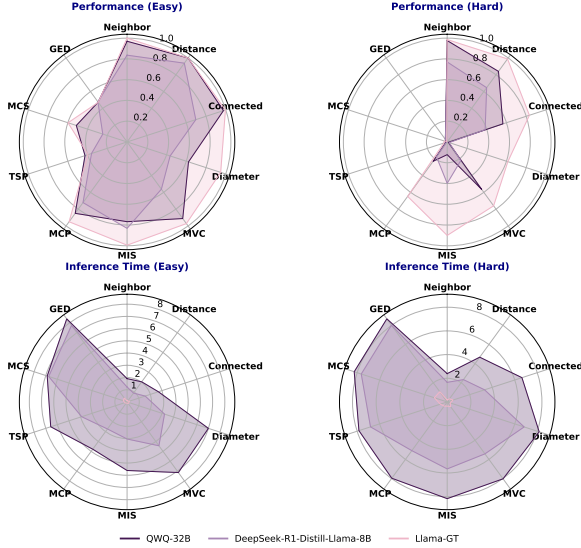 Performance (Easy)
Neighbor
Distance
Connected
Diameter
MVC
MIS
MCP
TSP
MCS
GED
0.2
0.4
0.6
0.8
1.0
Performance (Hard)
Neighbor
Distance
Connected
Diameter
MVC
MIS
MCP
TSP
MCS
GED
0.2
0.4
0.6
0.8
1.0
Inference Time (Easy)
Neighbor
Distance
Connected
Diameter
MVC
MIS
MCP
TSP
MCS
GED
1
2
3
4
5
6
7
8
Inference Time (Hard)
Neighbor
Distance
Connected
Diameter
MVC
MIS
MCP
TSP
MCS
GED
2
4
6
8
QWQ-32B
DeepSeek-R1-Distill-Llama-8B
Llama-GT